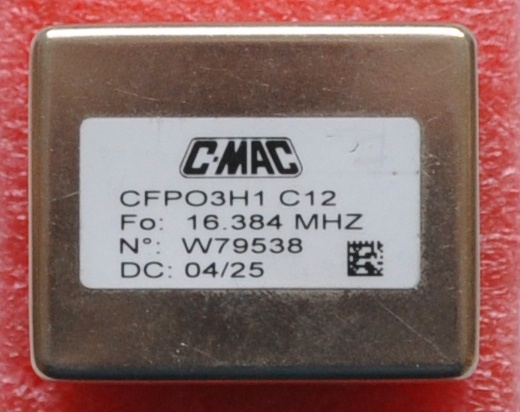 C-MAC
CFPO3H1 C12
Fo: 16.384 MHZ
N°: W79538
DC: 04/25